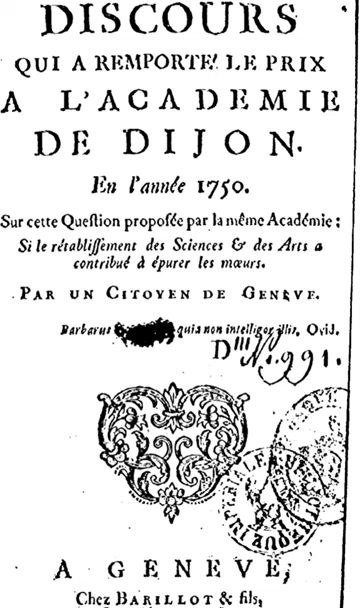 DISCOURS
QUI A REMPORTE' LE PRIX
A L'ACADEMIE
DE DIJON.
En l'année 1750.
Sur cette Queſtion propoſée par la même Académie:
Si le rétabliſſement des Sciences & des Arts a
contribué à épurer les mœurs.
PAR UN CITOYEN DE GENÈVE.
Barbarus quia non intelligor illis. Ovid.
N. 991.
A GENEVE,
Chez BARILLOT & fils,